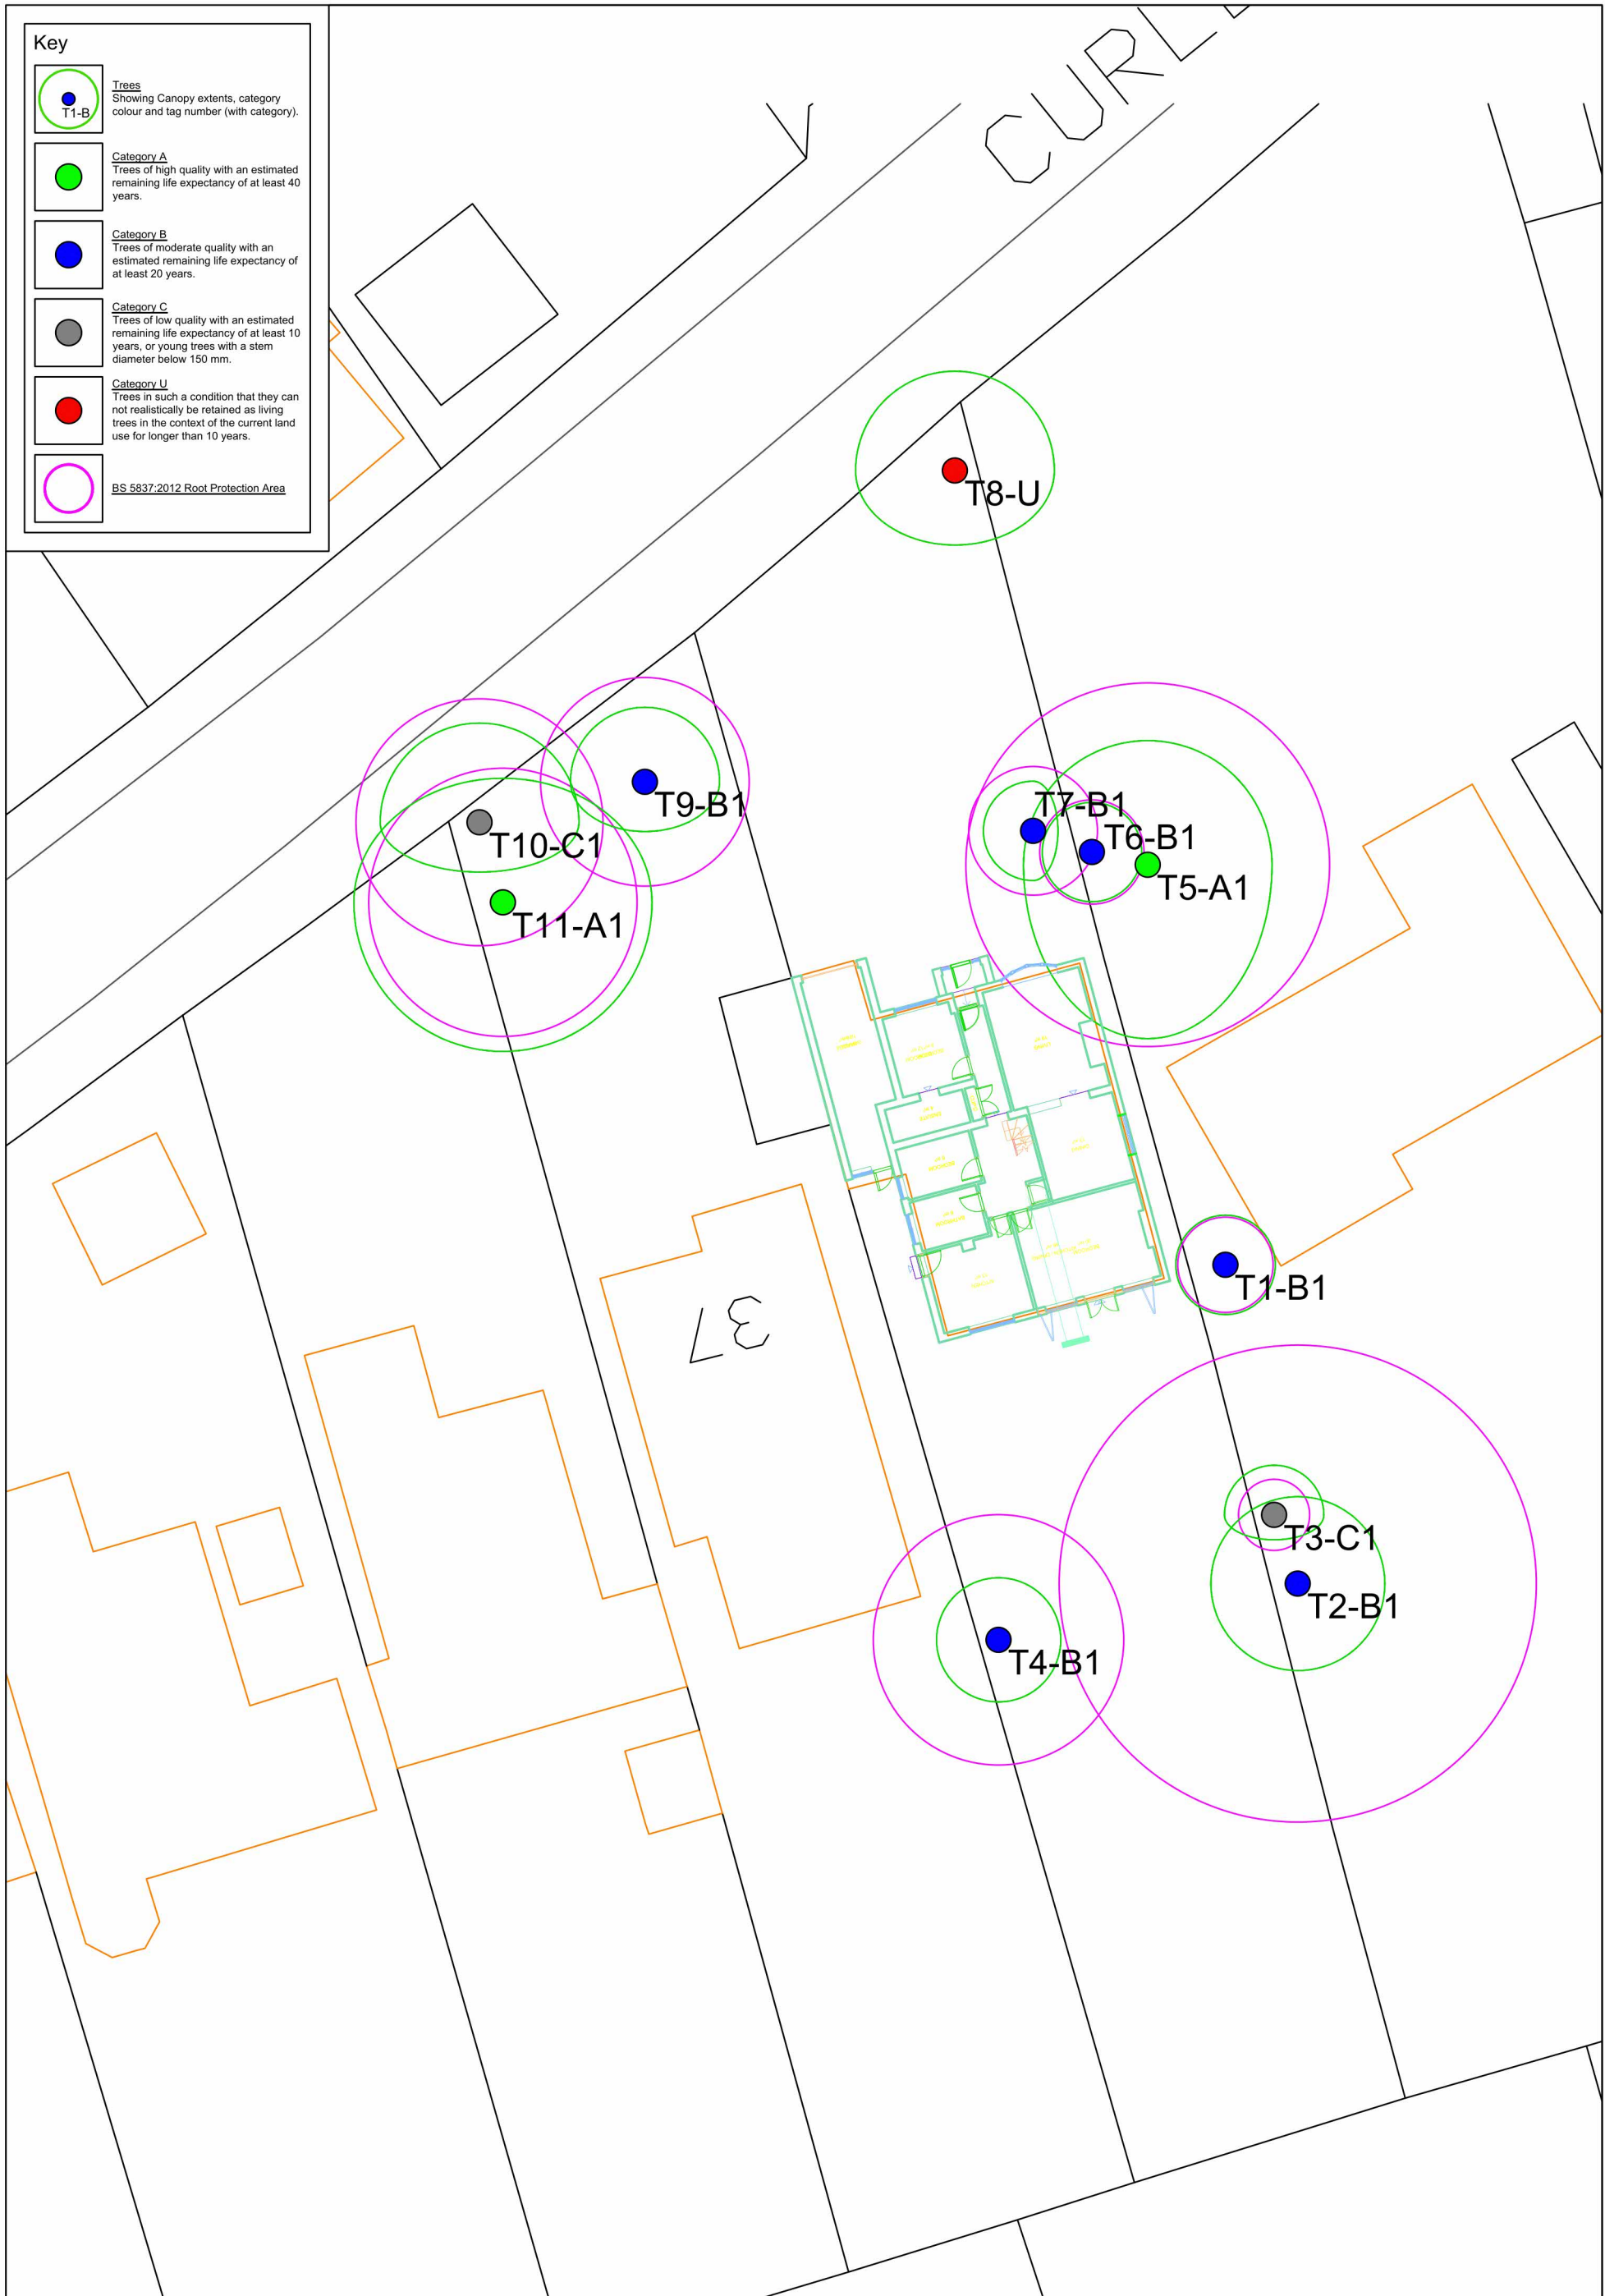 Key
Trees
Showing Canopy extents, category
colour and tag number (with category).
T1-B
Category A
Trees of high quality with an estimated
remaining life expectancy of at least 40
years.
Category B
Trees of moderate quality with an
estimated remaining life expectancy of
at least 20 years.
Category C
Trees of low quality with an estimated
remaining life expectancy of at least 10
years, or young trees with a stem
diameter below 150 mm.
Category U
Trees in such a condition that they can
not realistically be retained as living
trees in the context of the current land
use for longer than 10 years.
BS 5837:2012 Root Protection Area
T8-U
T9-B1
T10-C1
T11-A1
T7-B1
T6-B1
T5-A1
T1-B1
37
T3-C1
T2-B1
T4-B1